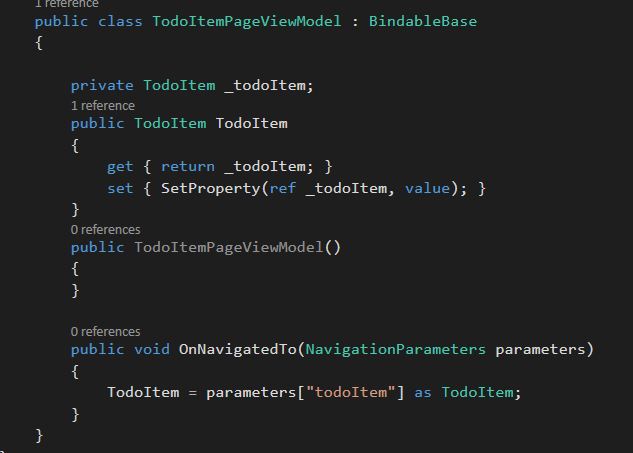 1 reference
public class TodoItemPageViewModel : BindableBase
{
private TodoItem _todoItem;
1 reference
public TodoItem TodoItem
{
get { return _todoItem; }
set { SetProperty(ref _todoItem, value); }
}
0 references
public TodoItemPageViewModel()
{
}
0 references
public void OnNavigatedTo(NavigationParameters parameters)
{
TodoItem = parameters["todoItem"] as TodoItem;
}
}